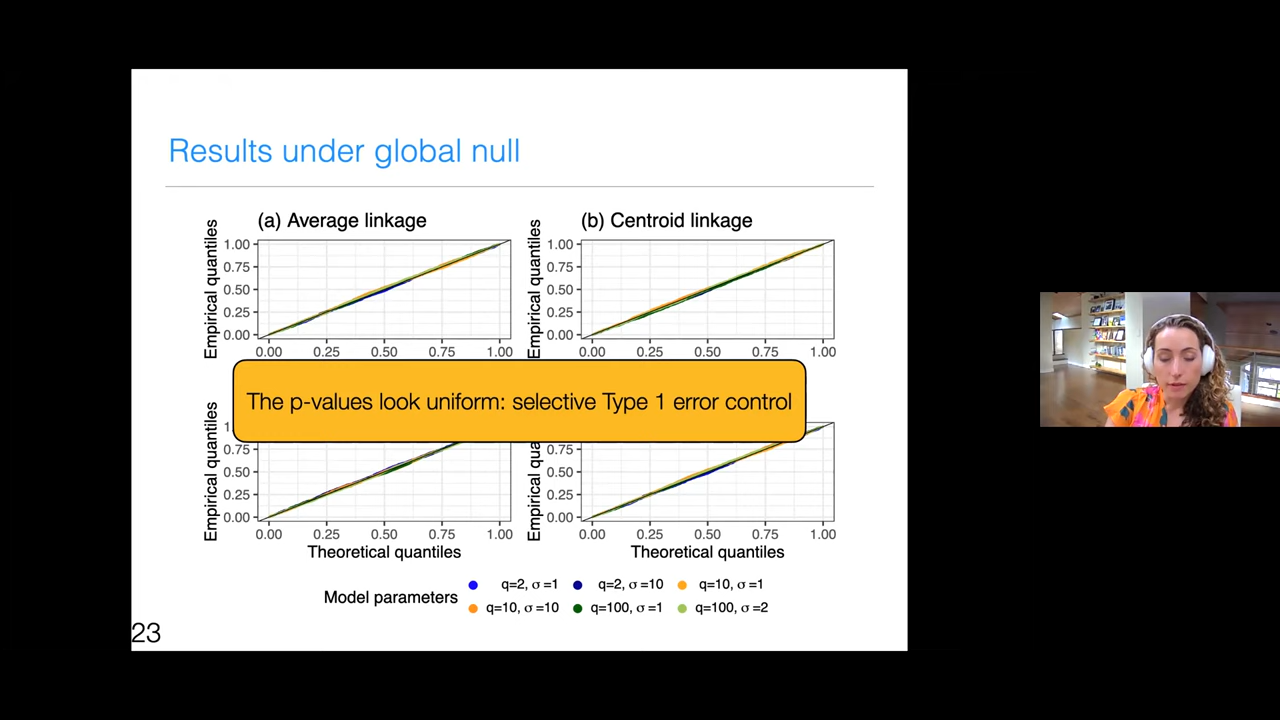 Results under global null
(a) Average linkage
(b) Centroid linkage
Empirical quantiles
1.00
0.75
0.50
0.25
0.00
0.00 0.25 0.50 0.75 1.00
Empirical quantiles
1.00
0.75
0.50
0.25
0.00
0.00 0.25 0.50 0.75 1.00
The p-values look uniform: selective Type 1 error control
Empirical quantiles
0.75
0.50
0.25
0.00
0.00 0.25 0.50 0.75 1.00
Theoretical quantiles
Empirical qua
0.75
0.50
0.25
0.00
0.00 0.25 0.50 0.75 1.00
Theoretical quantiles
Model parameters
q=2, σ=1 q=2, σ=10 q=10, σ=1
q=10, σ=10 q=100, σ=1 q=100, σ=2
23